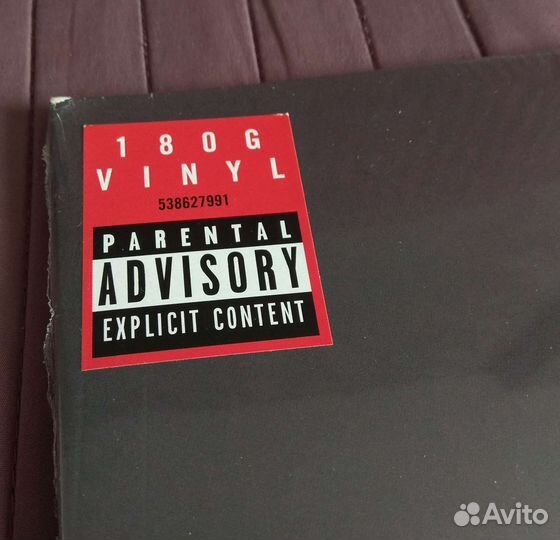 180G
VINYL
538627991
PARENTAL
ADVISORY
EXPLICIT CONTENT
Avito